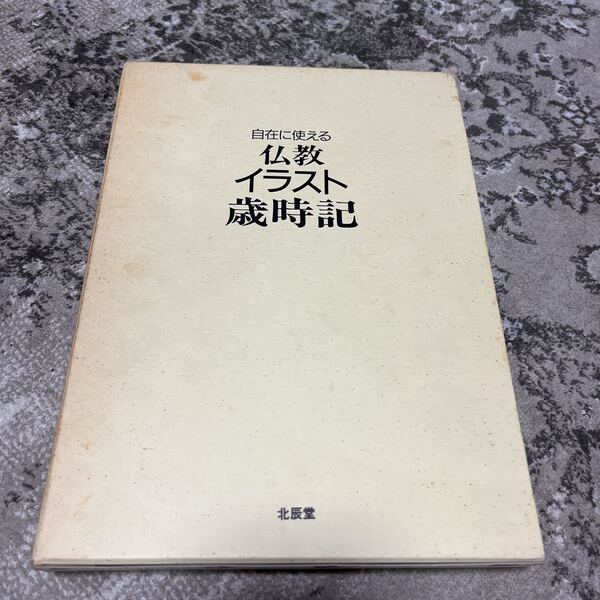 自在に使える
仏教
イラスト
歳時記
北辰堂